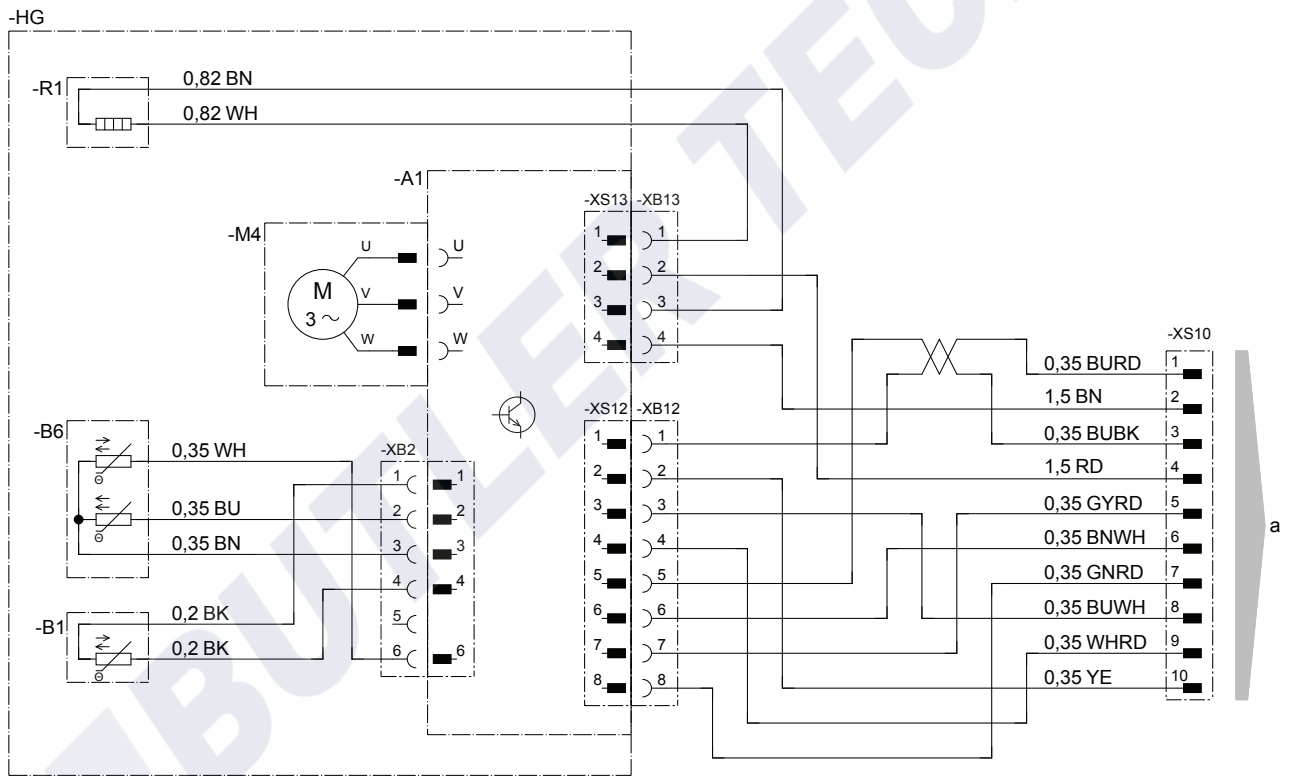 -HG
-R1
0,82 BN
0,82 WH
-A1
-XS13 -XB13
-M4
M
3
U
V
W
U
V
W
1
2
3
4
1
2
3
4
-B6
0,35 WH
0,35 BU
0,35 BN
-B1
0,2 BK
0,2 BK
-XB2
1
2
3
4
5
6
1
2
3
4
6
-XS12 -XB12
1
2
3
4
5
6
7
8
1
2
3
4
5
6
7
8
-XS10
0,35 BURD 1
1,5 BN 2
0,35 BUBK 3
1,5 RD 4
0,35 GYRD 5
0,35 BNWH 6
0,35 GNRD 7
0,35 BUWH 8
0,35 WHRD 9
0,35 YE 10
a
BUTLER TEC